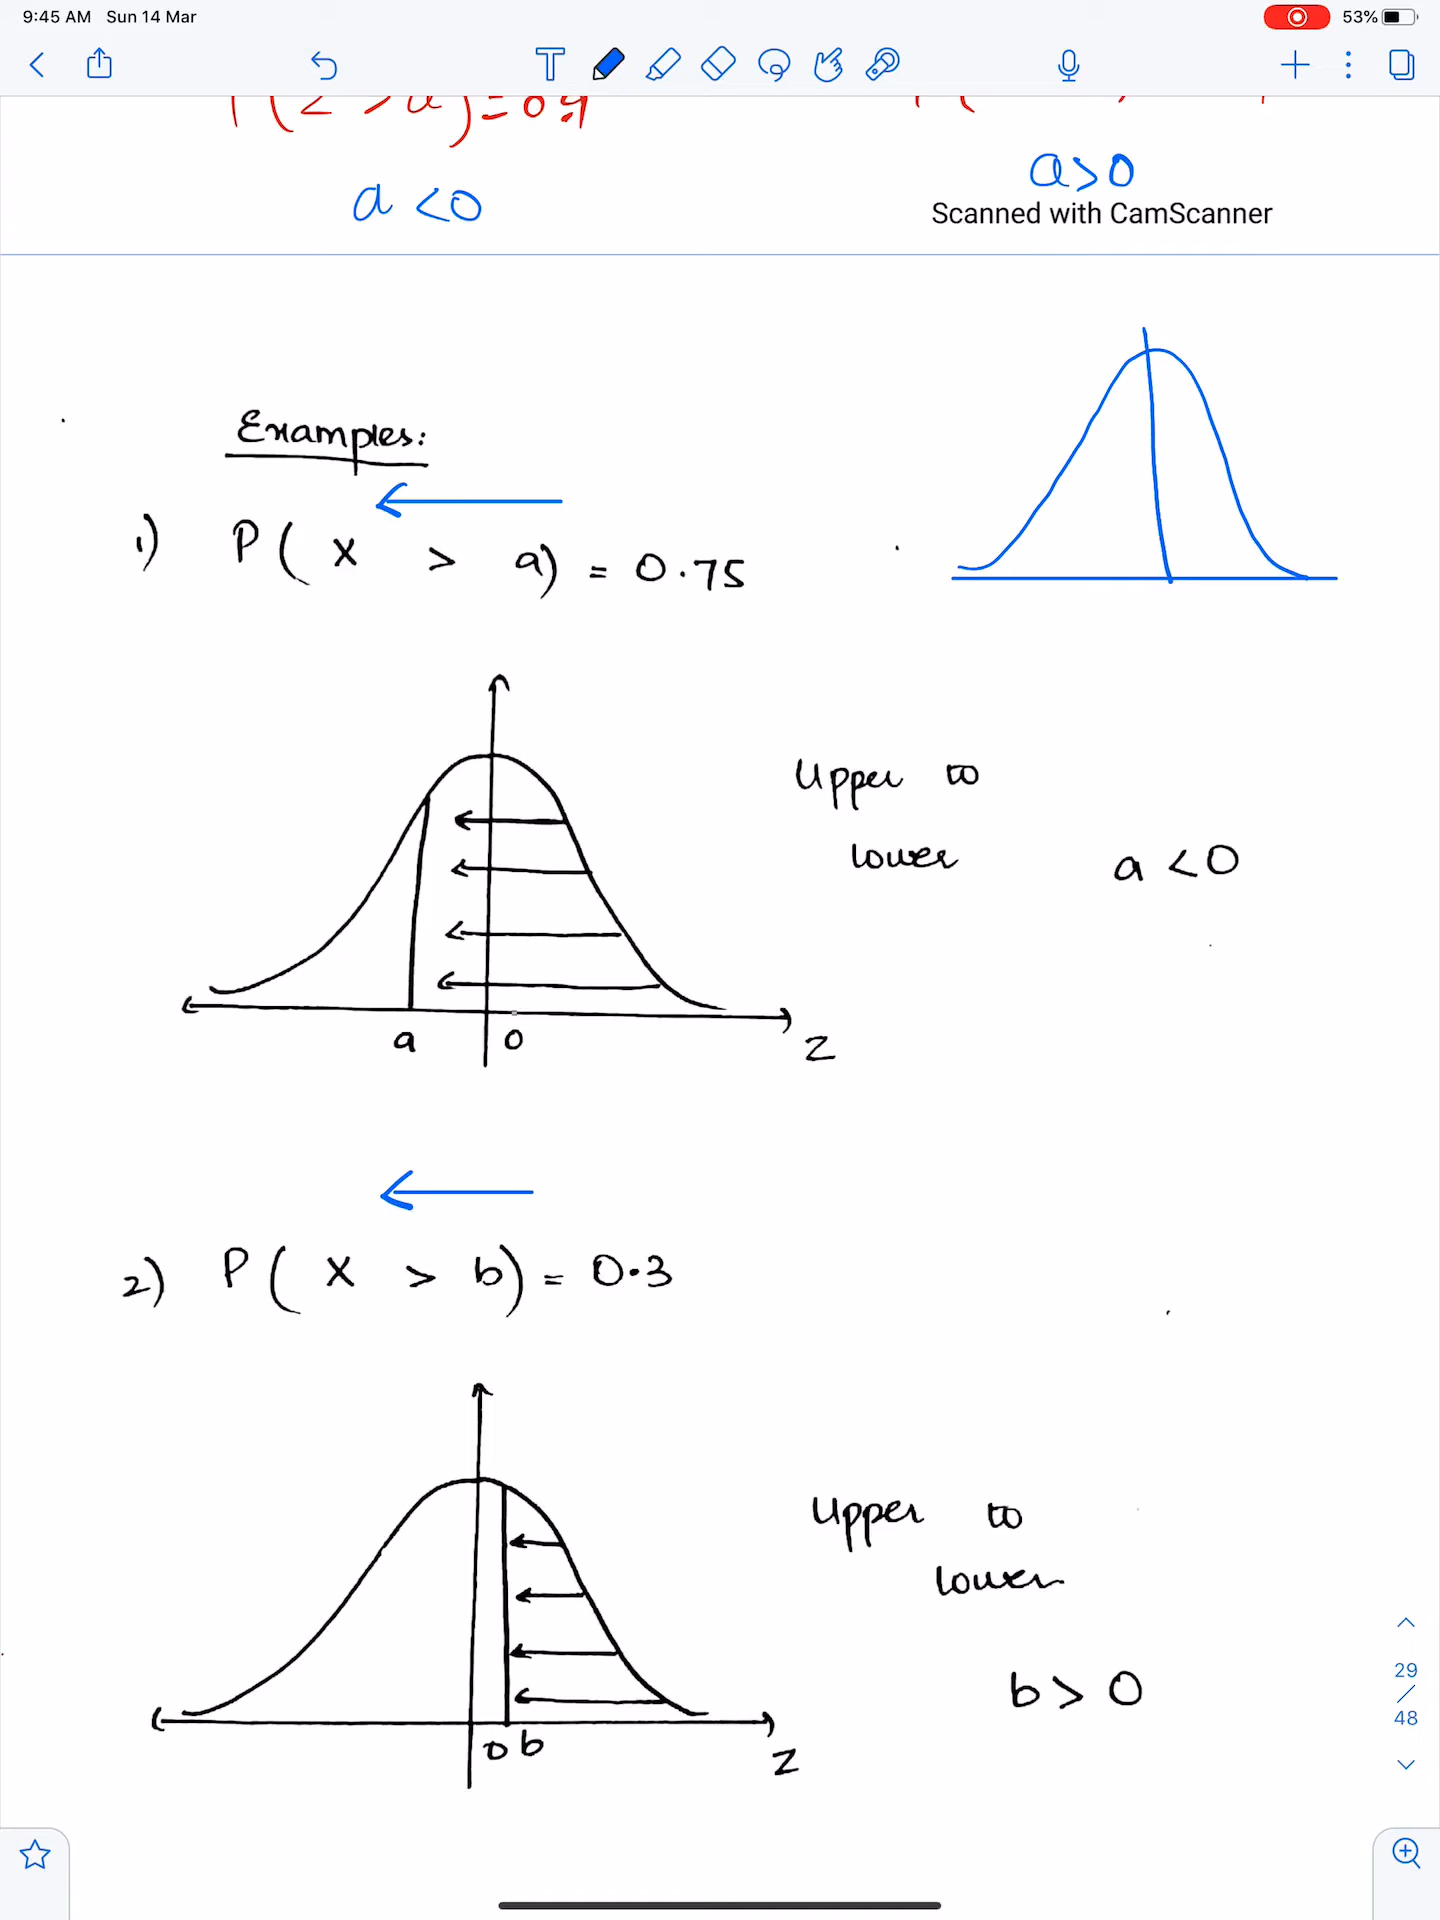 9:45 AM Sun 14 Mar
53%
a < 0
a > 0
Scanned with CamScanner
Examples:
1) P( x > a) = 0.75
Upper to
lower
a < 0
a 0
Z
2) P( x > b) = 0.3
Upper to
lower
b > 0
0 b
Z
29
/
48